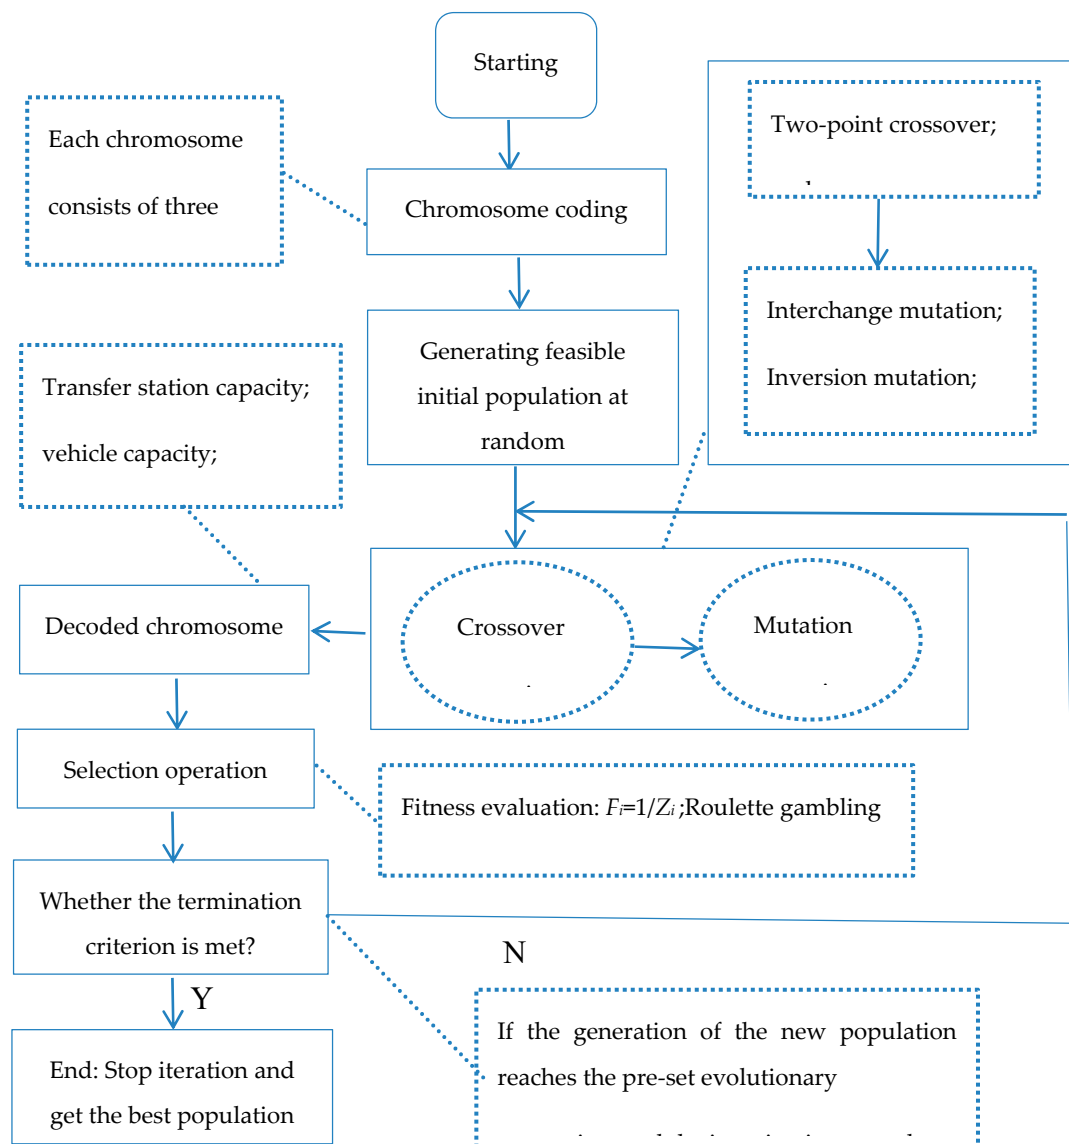 Starting
Each chromosome
consists of three
Chromosome coding
Two-point crossover;
Interchange mutation;
Inversion mutation;
Generating feasible
initial population at
random
Transfer station capacity;
vehicle capacity;
Crossover
Mutation
Decoded chromosome
Selection operation
Fitness evaluation: Fi=1/Zi ;Roulette gambling
Whether the termination
criterion is met?
N
Y
If the generation of the new population
reaches the pre-set evolutionary
End: Stop iteration and
get the best population